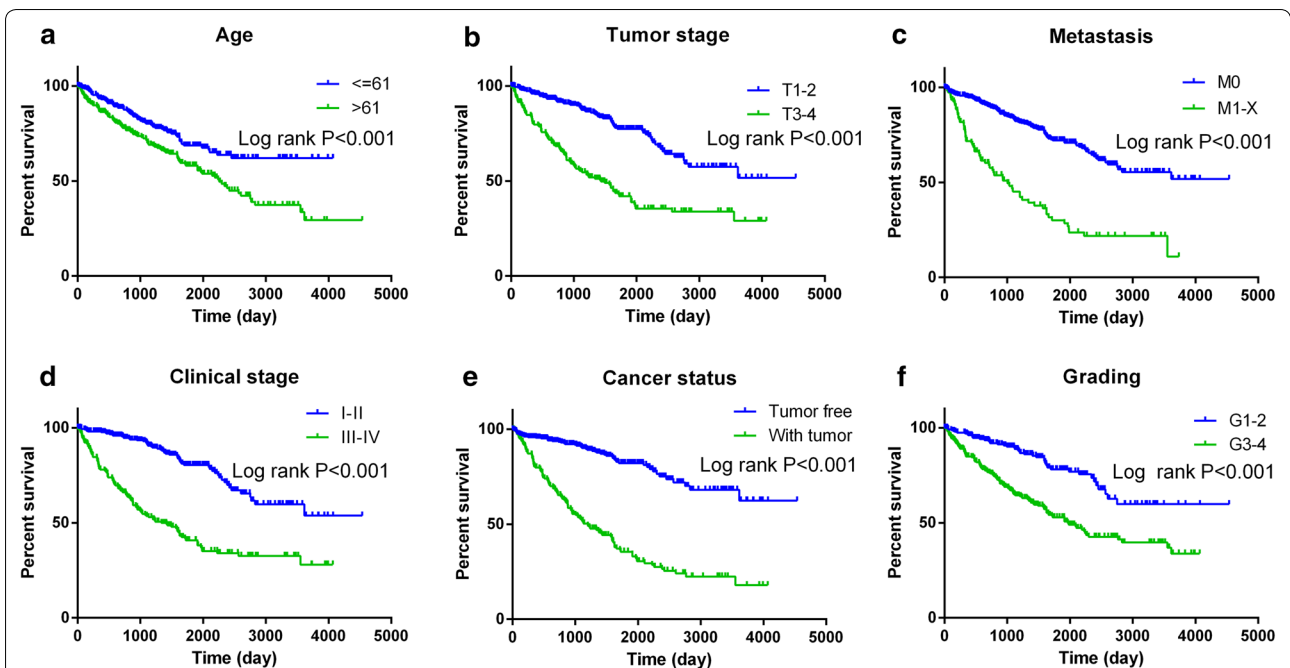 a
Age
<=61
>61
Log rank P<0.001
Percent survival
100
50
0
0 1000 2000 3000 4000 5000
Time (day)
b
Tumor stage
T1-2
T3-4
Log rank P<0.001
Percent survival
100
50
0
0 1000 2000 3000 4000 5000
Time (day)
c
Metastasis
M0
M1-X
Log rank P<0.001
Percent survival
100
50
0
0 1000 2000 3000 4000 5000
Time (day)
d
Clinical stage
I-II
III-IV
Log rank P<0.001
Percent survival
100
50
0
0 1000 2000 3000 4000 5000
Time (day)
e
Cancer status
Tumor free
With tumor
Log rank P<0.001
Percent survival
100
50
0
0 1000 2000 3000 4000 5000
Time (day)
f
Grading
G1-2
G3-4
Log rank P<0.001
Percent survival
100
50
0
0 1000 2000 3000 4000 5000
Time (day)